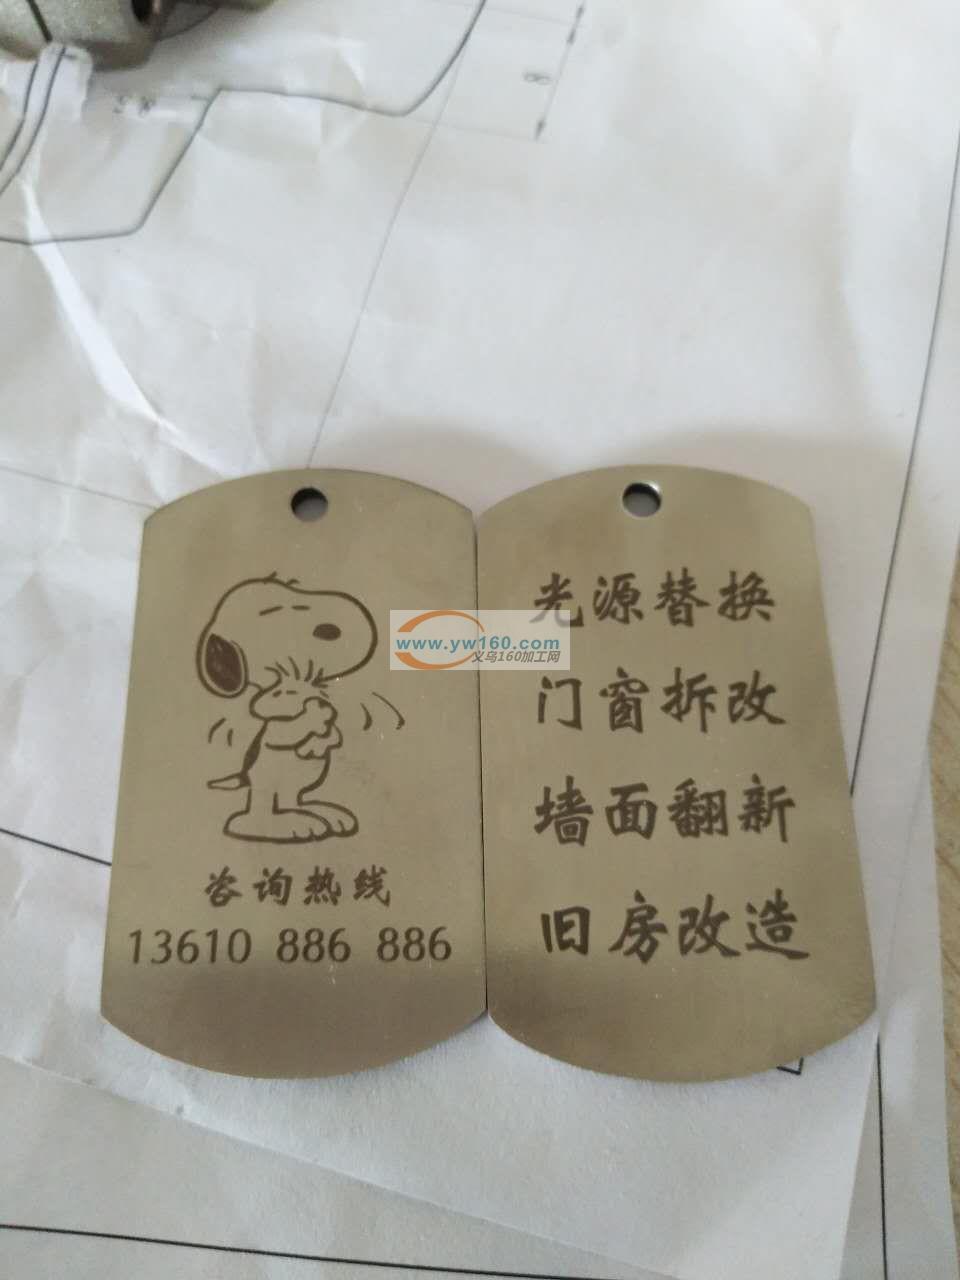 咨询热线
13610 886 886
光源替换
门窗拆改
墙面翻新
旧房改造
www.yw160.com
义乌160加工网
8